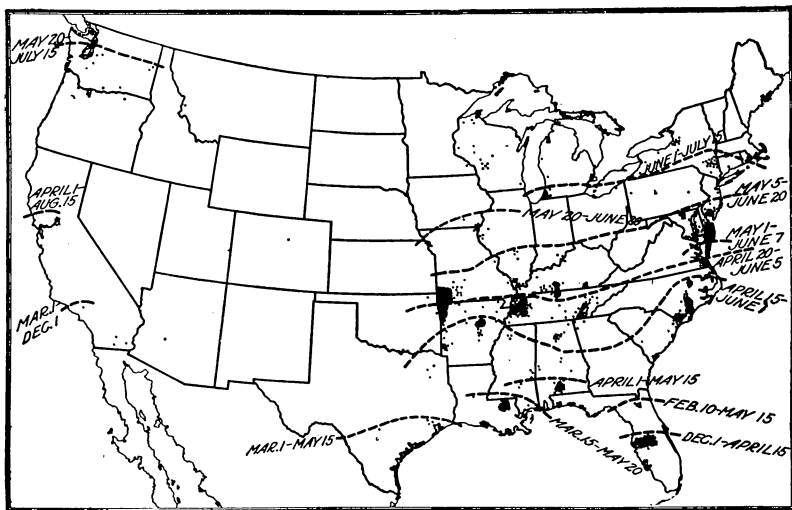 MAY 20-
JULY 15
JUNE 1-JULY 15
APRIL 1-
AUG. 15
MAY 5-
JUNE 20
MAY 20-JUNE
MAY 1-
JUNE 7
APRIL 20-
JUNE 5
APRIL 15-
JUNE
MAR. 1-
DEC. 1
APRIL 1-MAY 15
FEB. 10-MAY 15
MAR. 1-MAY 15
MAR. 15-MAY 20
DEC. 1-APRIL 15